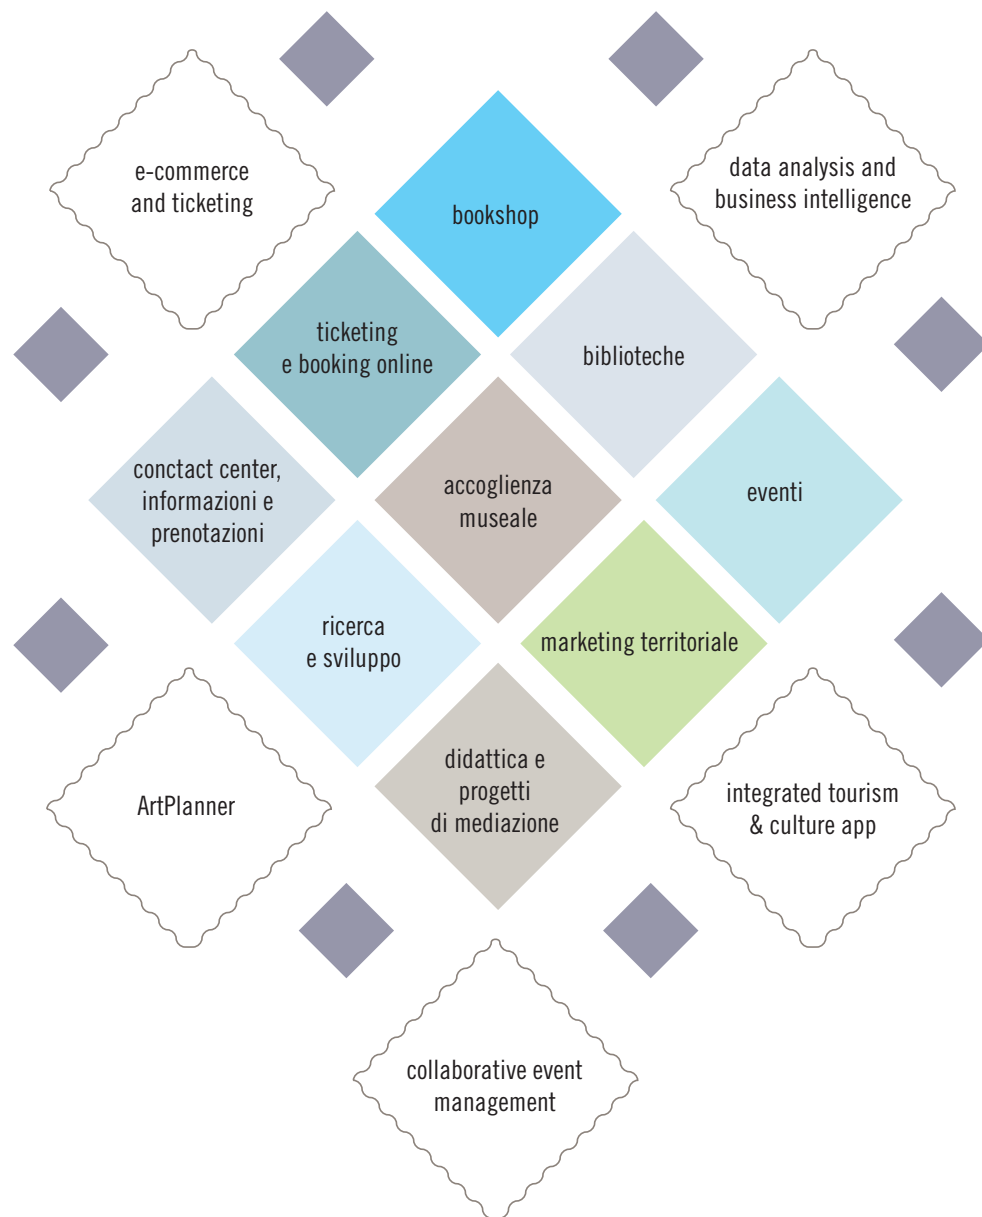 e-commerce
and ticketing
data analysis and
business intelligence
bookshop
ticketing
e booking online
biblioteche
conctact center,
informazioni e
prenotazioni
accoglienza
museale
eventi
ricerca
e sviluppo
marketing territoriale
didattica e
progetti
di mediazione
ArtPlanner
integrated tourism
& culture app
collaborative event
management